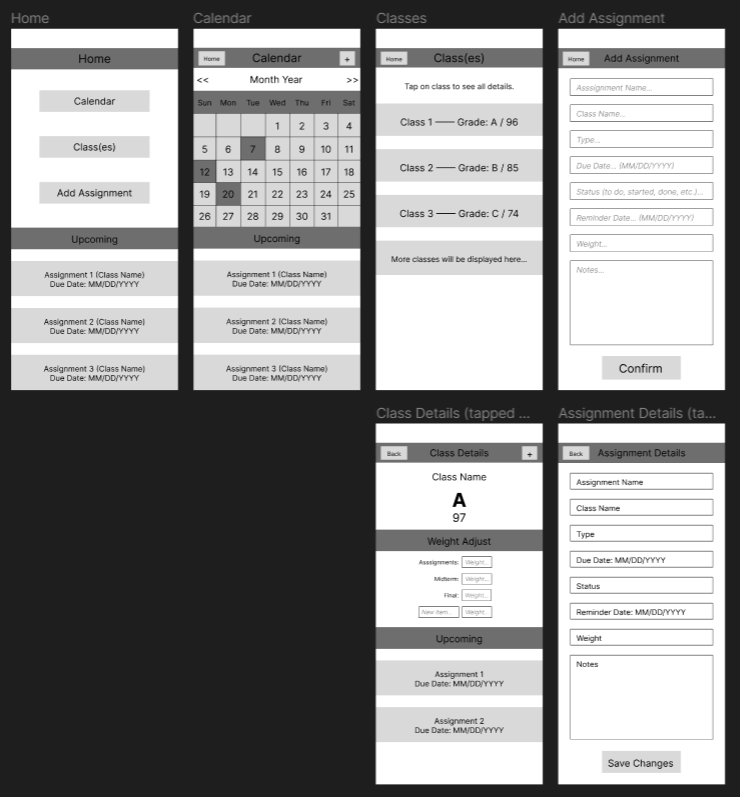 Home
Home
Calendar
Class(es)
Add Assignment
Upcoming
Assignment 1 (Class Name)
Due Date: MM/DD/YYYY
Assignment 2 (Class Name)
Due Date: MM/DD/YYYY
Assignment 3 (Class Name)
Due Date: MM/DD/YYYY
Calendar
Home Calendar +
<< Month Year >>
Sun Mon Tue Wed Thu Fri Sat
1 2 3 4
5 6 7 8 9 10 11
12 13 14 15 16 17 18
19 20 21 22 23 24 25
26 27 28 29 30 31
Upcoming
Assignment 1 (Class Name)
Due Date: MM/DD/YYYY
Assignment 2 (Class Name)
Due Date: MM/DD/YYYY
Assignment 3 (Class Name)
Due Date: MM/DD/YYYY
Classes
Home Class(es)
Tap on class to see all details.
Class 1 —— Grade: A / 96
Class 2 —— Grade: B / 85
Class 3 —— Grade: C / 74
More classes will be displayed here...
Add Assignment
Home Add Assignment
Asssignment Name...
Class Name...
Type...
Due Date... (MM/DD/YYYY)
Status (to do, started, done, etc.)...
Reminder Date... (MM/DD/YYYY)
Weight...
Notes...
Confirm
Class Details (tapped ...
Back Class Details +
Class Name
A
97
Weight Adjust
Asssignments: Weight...
Midterm: Weight...
Final: Weight...
New Item... Weight...
Upcoming
Assignment 1
Due Date: MM/DD/YYYY
Assignment 2
Due Date: MM/DD/YYYY
Assignment Details (ta...
Back Assignment Details
Assignment Name
Class Name
Type
Due Date: MM/DD/YYYY
Status
Reminder Date: MM/DD/YYYY
Weight
Notes
Save Changes